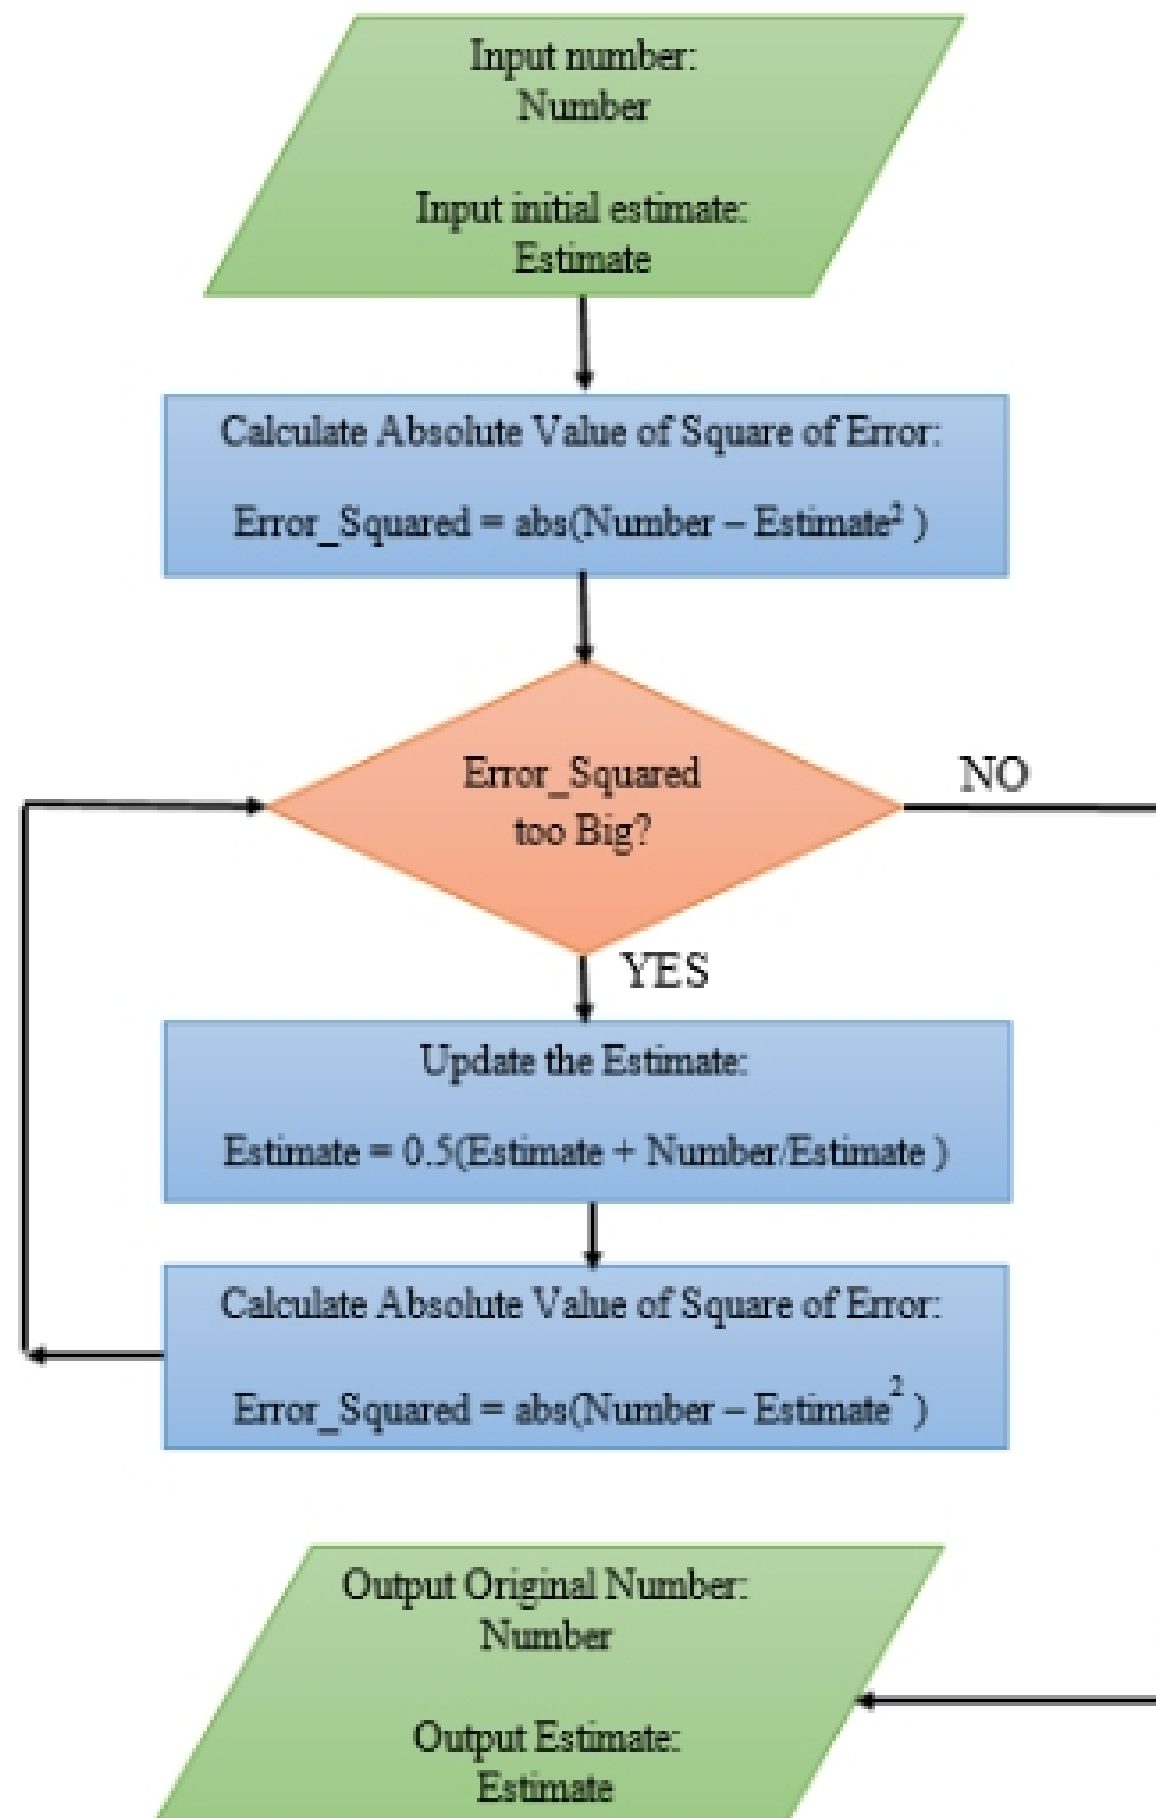 Input number:
Number
Input initial estimate:
Estimate
Calculate Absolute Value of Square of Error:
Error_Squared = abs(Number – Estimate² )
Error_Squared
too Big?
NO
YES
Update the Estimate:
Estimate = 0.5(Estimate + Number/Estimate )
Calculate Absolute Value of Square of Error:
Error_Squared = abs(Number – Estimate² )
Output Original Number:
Number
Output Estimate:
Estimate